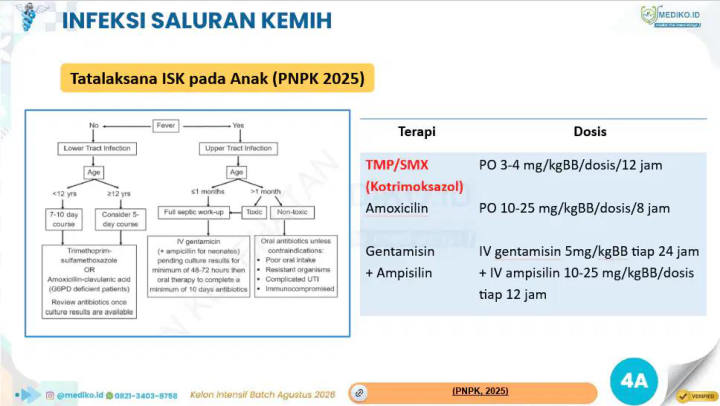 INFEKSI SALURAN KEMIH
MEDIKO.ID
Tatalaksana ISK pada Anak (PNPK 2025)
No
Fever
Yes
Lower Tract Infection
Upper Tract Infection
Age
Age
<12 yrs
≥12 yrs
≤1 months
>1 month
7-10 day
course
Consider 5-
day course
Full septic work-up
Toxic
Non-toxic
Trimethoprim-
sulfamethoxazole
OR
Amoxicillin-clavulanic acid
(G6PD deficient patients)
Review antibiotics once
culture results are available
IV gentamicin
(+ ampicillin for neonates)
pending culture results for
minimum of 48-72 hours then
oral therapy to complete a
minimum of 10 days antibiotics
Oral antibiotics unless
contraindications:
• Poor oral intake
• Resistant organisms
• Complicated UTI
• Immunocompromised
Terapi Dosis
TMP/SMX PO 3-4 mg/kgBB/dosis/12 jam
(Kotrimoksazol)
Amoxicilin PO 10-25 mg/kgBB/dosis/8 jam
Gentamisin IV gentamisin 5mg/kgBB tiap 24 jam
+ Ampisilin + IV ampisilin 10-25 mg/kgBB/dosis
tiap 12 jam
4A
@mediko.id 0821-3403-9758 Kelon Intensif Batch Agustus 2026
(PNPK, 2025)
VERIFIED